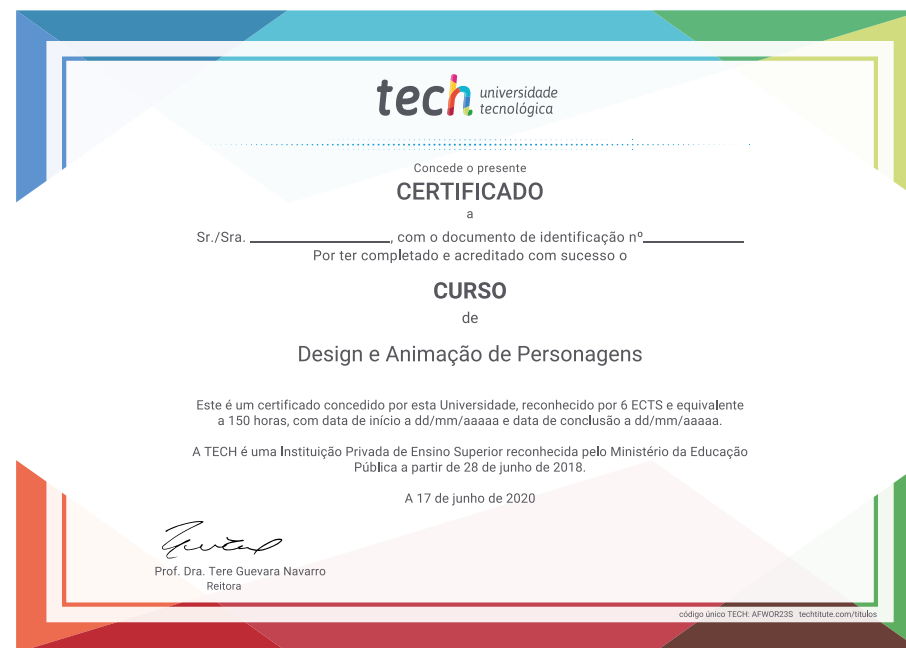 tech universidade
tecnológica
Concede o presente
CERTIFICADO
a
Sr./Sra. ____________________, com o documento de identificação nº______________
Por ter completado e acreditado com sucesso o
CURSO
de
Design e Animação de Personagens
Este é um certificado concedido por esta Universidade, reconhecido por 6 ECTS e equivalente
a 150 horas, com data de início a dd/mm/aaaaa e data de conclusão a dd/mm/aaaaa.
A TECH é uma Instituição Privada de Ensino Superior reconhecida pelo Ministério da Educação
Pública a partir de 28 de junho de 2018.
A 17 de junho de 2020
Prof. Dra. Tere Guevara Navarro
Reitora
código único TECH: AFWOR23S techtitute.com/titulos